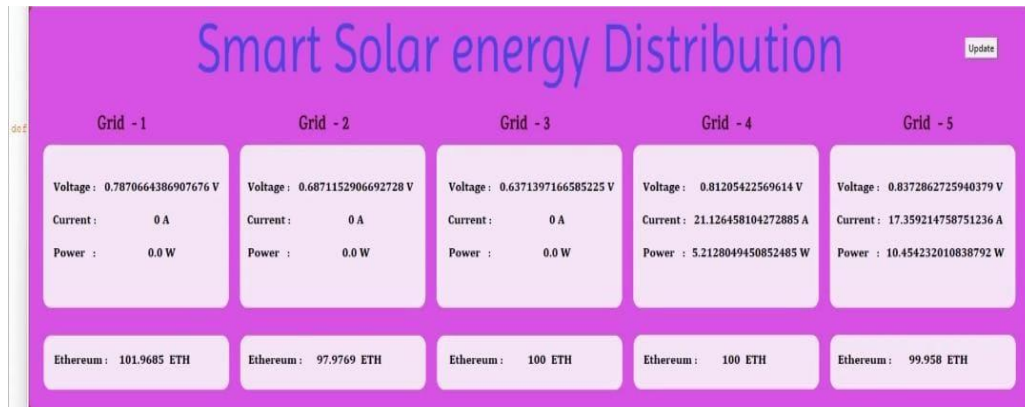 Smart Solar energy Distribution
Update
def
Grid - 1
Grid - 2
Grid - 3
Grid - 4
Grid - 5
Voltage : 0.7870664386907676 V
Current : 0 A
Power : 0.0 W
Voltage : 0.6871152906692728 V
Current : 0 A
Power : 0.0 W
Voltage : 0.6371397166585225 V
Current : 0 A
Power : 0.0 W
Voltage : 0.81205422569614 V
Current : 21.126458104272885 A
Power : 5.2128049450852485 W
Voltage : 0.8372862725940379 V
Current : 17.359214758751236 A
Power : 10.454232010838792 W
Ethereum : 101.9685 ETH
Ethereum : 97.9769 ETH
Ethereum : 100 ETH
Ethereum : 100 ETH
Ethereum : 99.958 ETH